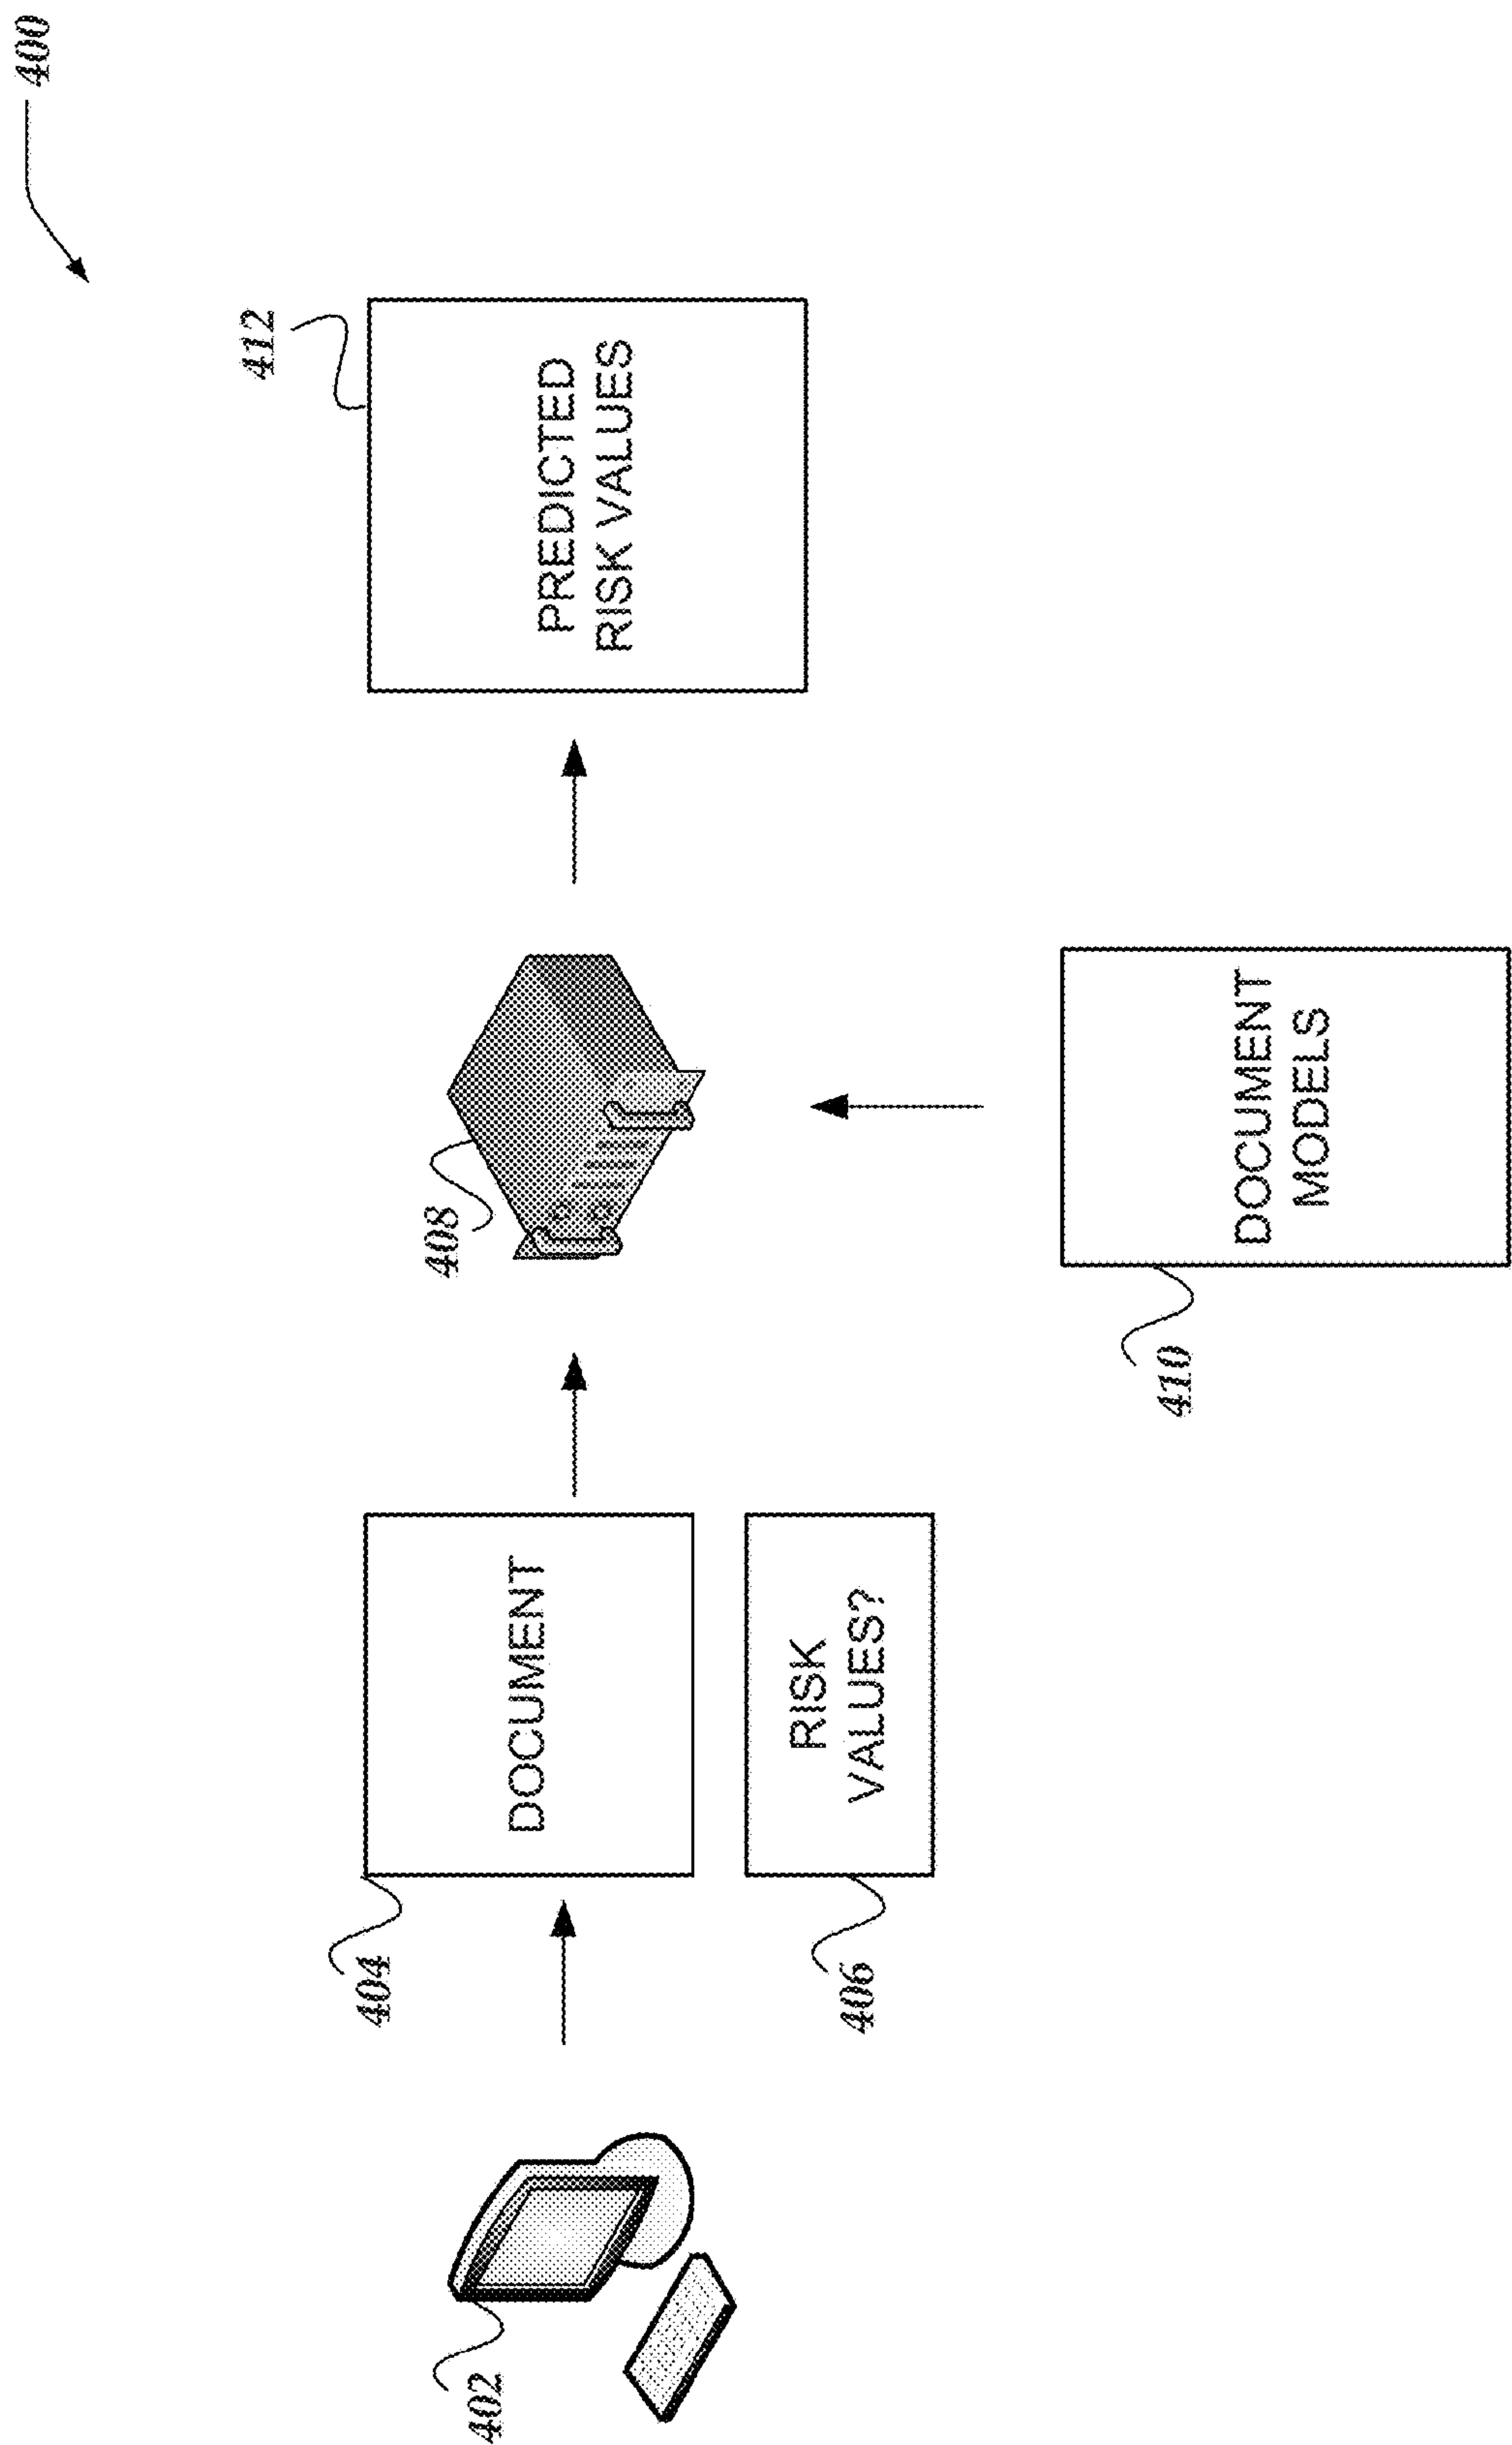 400
412
PREDICTED
RISK VALUES
408
404
DOCUMENT
402
406
RISK
VALUES?
410
DOCUMENT
MODELS